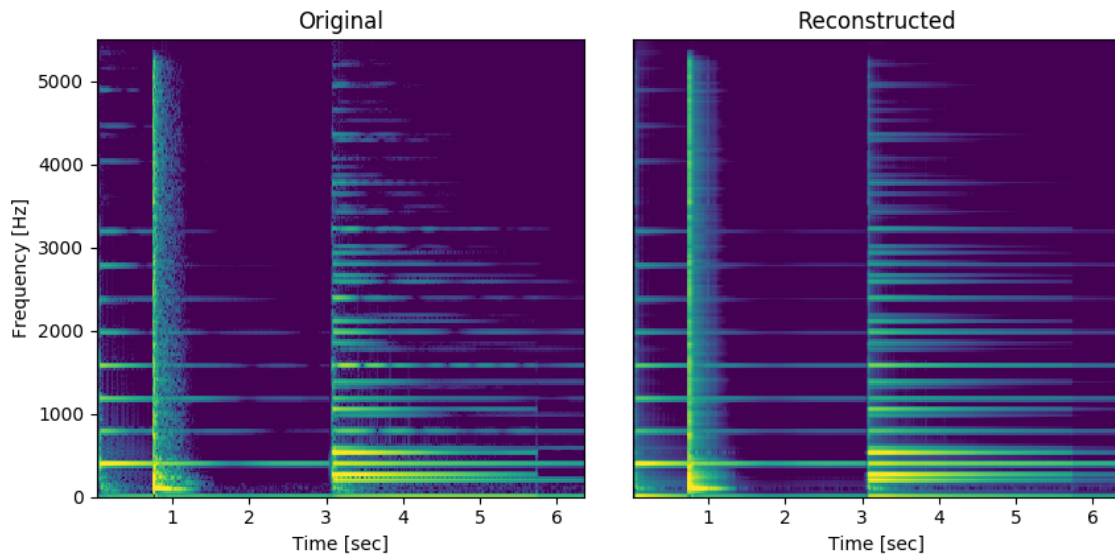 Original
Reconstructed
5000
4000
3000
2000
1000
0
Frequency [Hz]
1 2 3 4 5 6
1 2 3 4 5 6
Time [sec]
Time [sec]